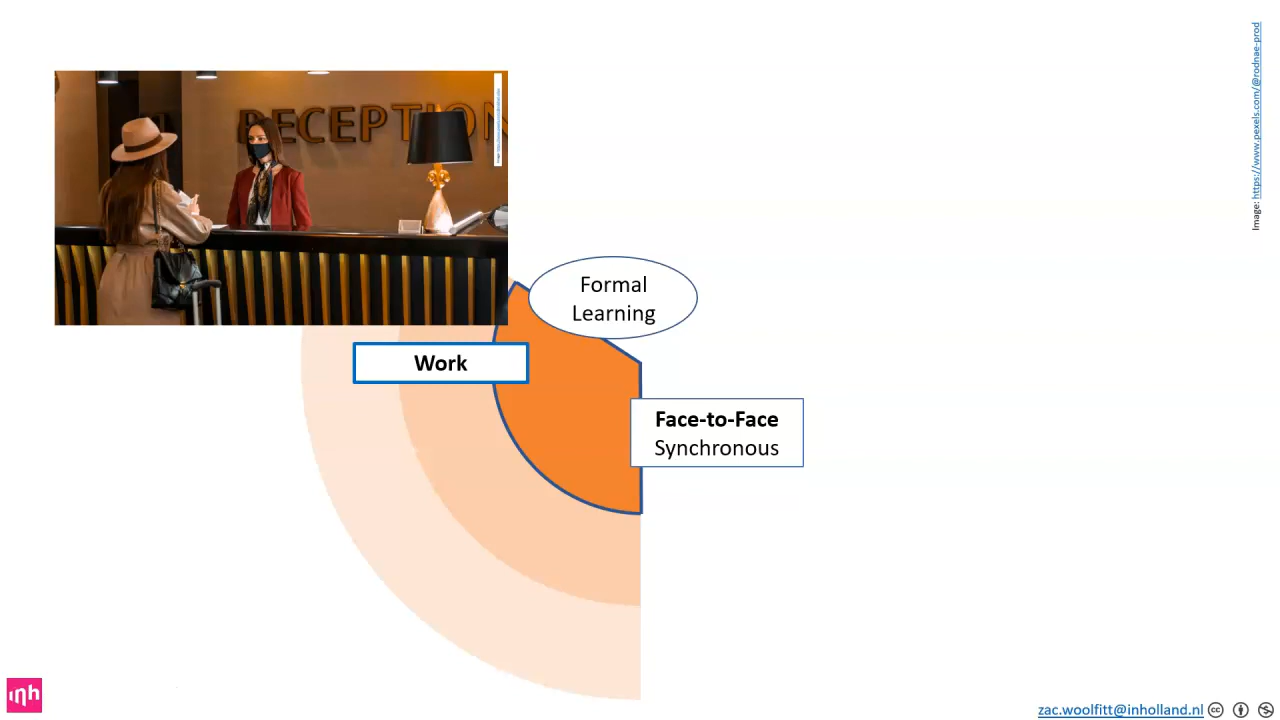 RECEPTION
Formal
Learning
Work
Face-to-Face
Synchronous
Image: https://www.pexels.com/@rodnae-prod
inh
zac.woolfitt@inholland.nl
cc